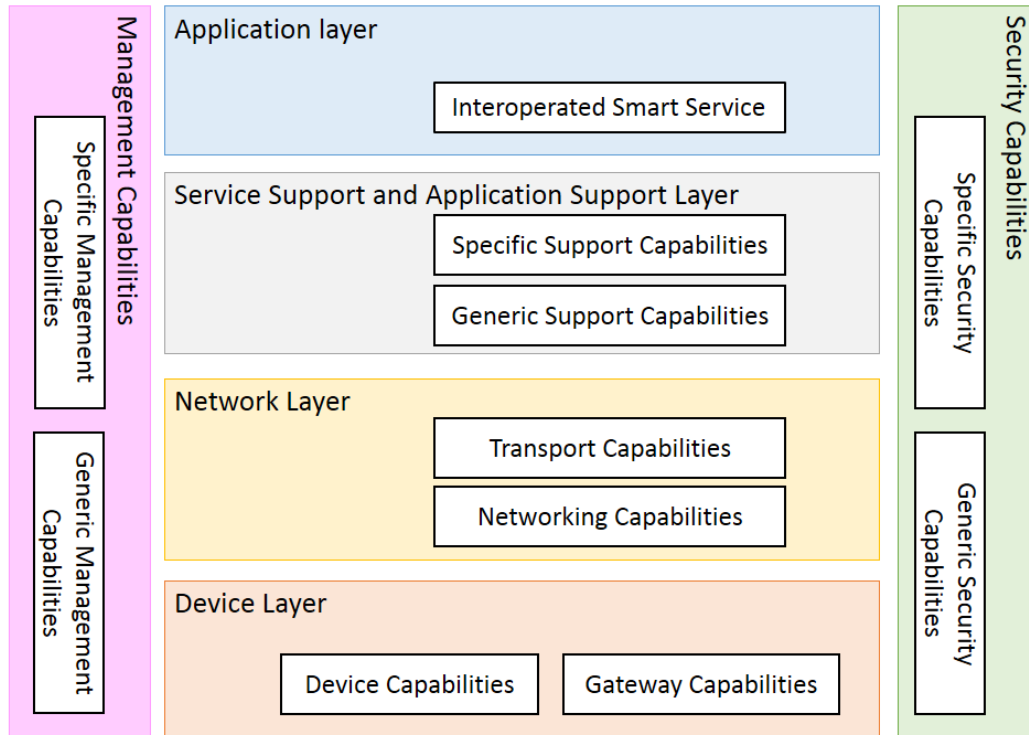 Management Capabilities
Specific Management
Capabilities
Generic Management
Capabilities
Application layer
Interoperated Smart Service
Service Support and Application Support Layer
Specific Support Capabilities
Generic Support Capabilities
Network Layer
Transport Capabilities
Networking Capabilities
Device Layer
Device Capabilities
Gateway Capabilities
Security Capabilities
Specific Security
Capabilities
Generic Security
Capabilities